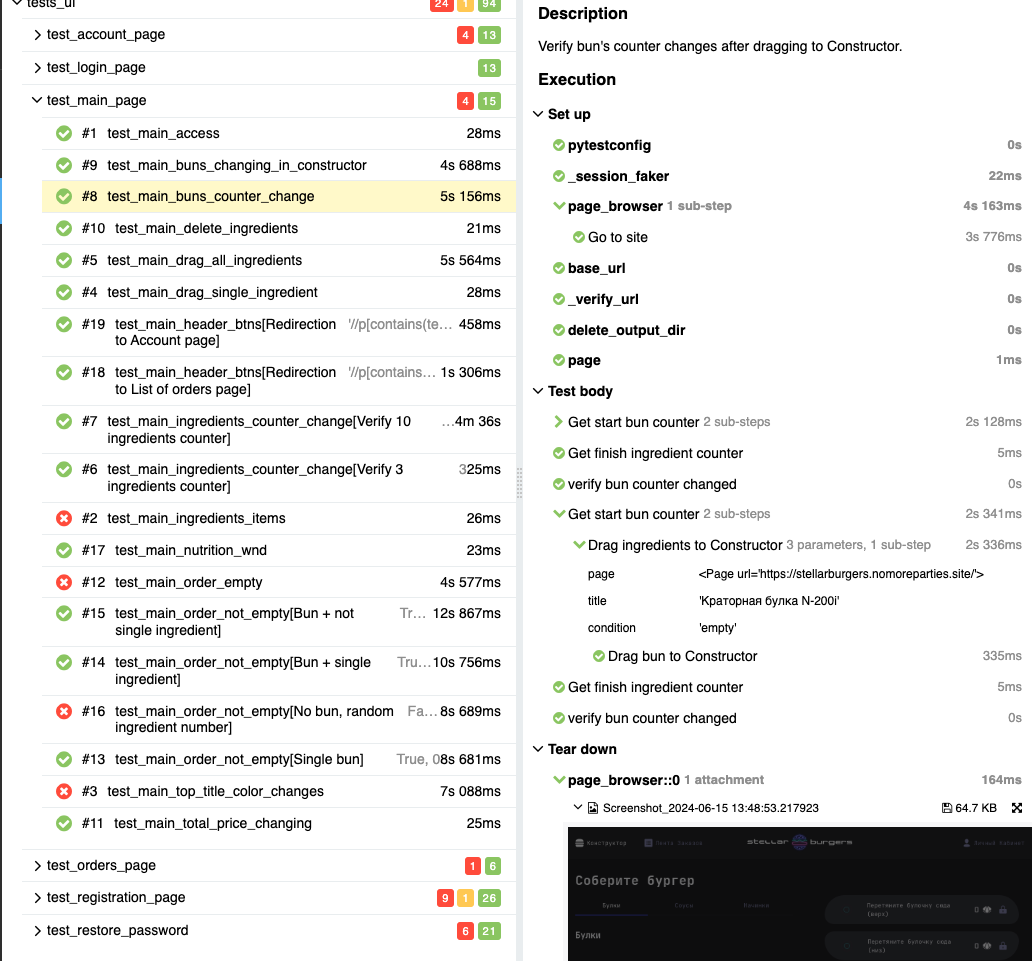 tests_ui 24 1 94
test_account_page 4 13
test_login_page 13
test_main_page 4 15
#1 test_main_access 28ms
#9 test_main_buns_changing_in_constructor 4s 688ms
#8 test_main_buns_counter_change 5s 156ms
#10 test_main_delete_ingredients 21ms
#5 test_main_drag_all_ingredients 5s 564ms
#4 test_main_drag_single_ingredient 28ms
#19 test_main_header_btns[Redirection '//p[contains(te… 458ms
to Account page]
#18 test_main_header_btns[Redirection '//p[contains… 1s 306ms
to List of orders page]
#7 test_main_ingredients_counter_change[Verify 10 …4m 36s
ingredients counter]
#6 test_main_ingredients_counter_change[Verify 3 325ms
ingredients counter]
#2 test_main_ingredients_items 26ms
#17 test_main_nutrition_wnd 23ms
#12 test_main_order_empty 4s 577ms
#15 test_main_order_not_empty[Bun + not Tr… 12s 867ms
single ingredient]
#14 test_main_order_not_empty[Bun + single Tru…10s 756ms
ingredient]
#16 test_main_order_not_empty[No bun, random Fa… 8s 689ms
ingredient number]
#13 test_main_order_not_empty[Single bun] True, 08s 681ms
#3 test_main_top_title_color_changes 7s 088ms
#11 test_main_total_price_changing 25ms
test_orders_page 1 6
test_registration_page 9 1 26
test_restore_password 6 21
Description
Verify bun's counter changes after dragging to Constructor.
Execution
Set up
pytestconfig 0s
_session_faker 22ms
page_browser 1 sub-step 4s 163ms
Go to site 3s 776ms
base_url 0s
_verify_url 0s
delete_output_dir 0s
page 1ms
Test body
Get start bun counter 2 sub-steps 2s 128ms
Get finish ingredient counter 5ms
verify bun counter changed 0s
Get start bun counter 2 sub-steps 2s 341ms
Drag ingredients to Constructor 3 parameters, 1 sub-step 2s 336ms
page <Page url='https://stellarburgers.nomoreparties.site/'>
title 'Краторная булка N-200i'
condition 'empty'
Drag bun to Constructor 335ms
Get finish ingredient counter 5ms
verify bun counter changed 0s
Tear down
page_browser::0 1 attachment 164ms
Screenshot_2024-06-15 13:48:53.217923 64.7 KB
Конструктор Лента Заказов stellar burgers Личный Кабинет
Соберите бургер
Булки Соусы Начинки
Перетяните булочку сюда 0
(верх)
Булки
Перетяните булочку сюда 0
(низ)